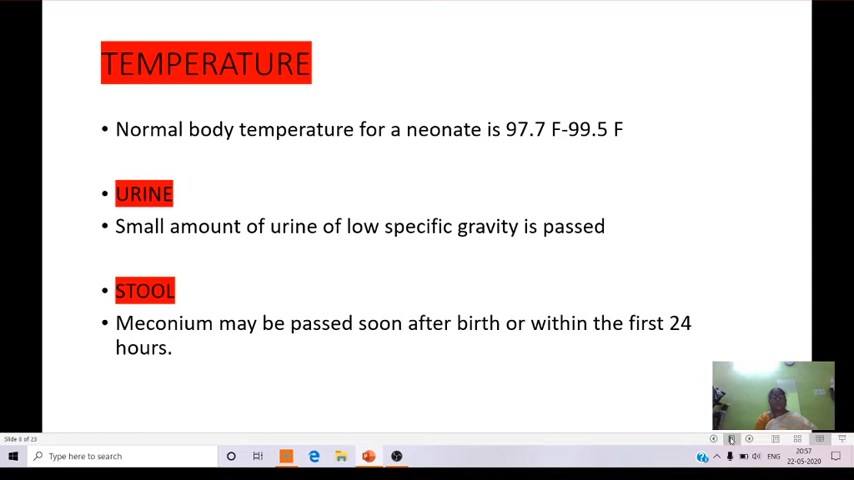 TEMPERATURE
• Normal body temperature for a neonate is 97.7 F-99.5 F
• URINE
• Small amount of urine of low specific gravity is passed
• STOOL
• Meconium may be passed soon after birth or within the first 24
hours.
Slide 8 of 23
Type here to search
ENG
20:57
22-05-2020